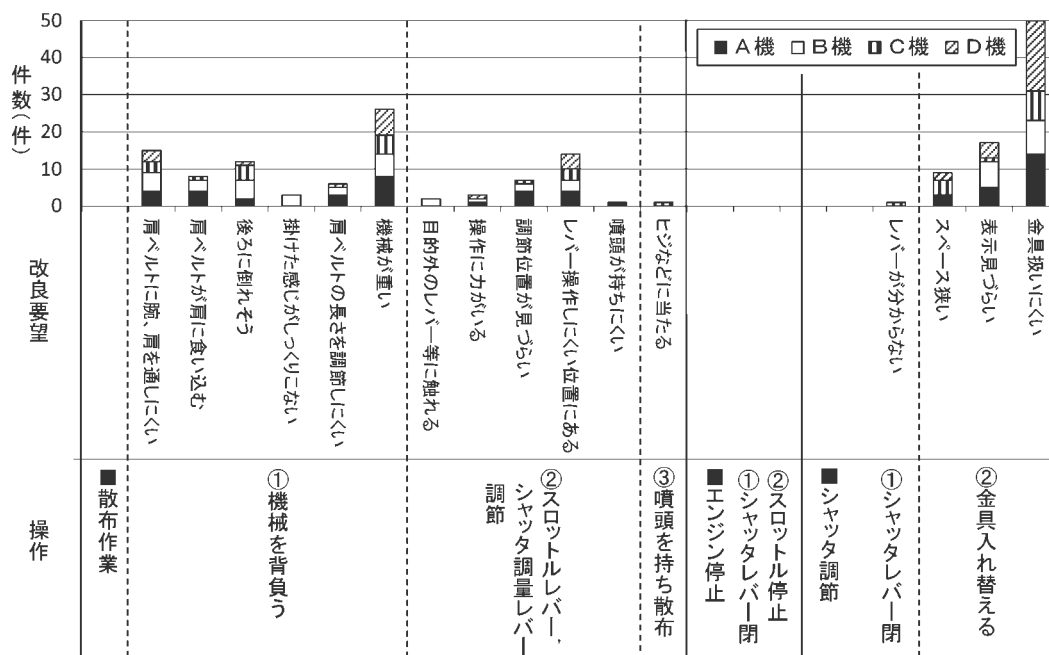 50
40
30
20
10
0
件数(件)
■A機 □B機 ▥C機 ▨D機
改良要望
肩ベルトに腕、肩を通しにくい
肩ベルトが肩に食い込む
後ろに倒れそう
掛けた感じがしっくりこない
肩ベルトの長さを調節しにくい
機械が重い
目的外のレバー等に触れる
操作に力がいる
調節位置が見づらい
レバー操作しにくい位置にある
噴頭が持ちにくい
ヒジなどに当たる
レバーが分からない
スペース狭い
表示見づらい
金具扱いにくい
操作
■散布作業
①機械を背負う
②スロットルレバー,
シャッタ調量レバー
調節
③噴頭を持ち散布
■エンジン停止
①シャッタレバー閉
②スロットル停止
■シャッタ調節
①シャッタレバー閉
②金具入れ替える